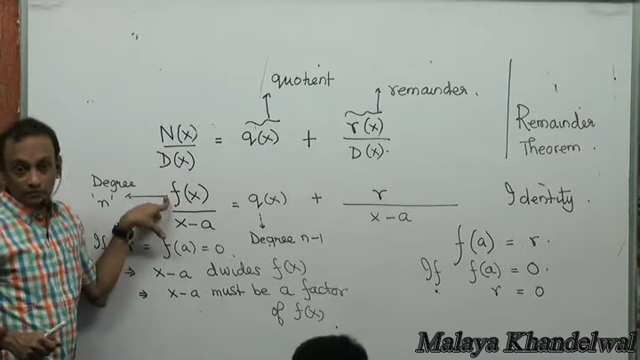 quotient
remainder.
N(x)/D(x) = q(x) + r(x)/D(x).
Remainder
Theorem.
Degree
'n'
f(x)/x-a = q(x) + r/x-a
Identity.
Degree n-1
If = f(a) = 0.
⇒ x-a divides f(x)
⇒ x-a must be a factor
of f(x).
f(a) = r.
If f(a) = 0.
r = 0
Malaya Khandelwal